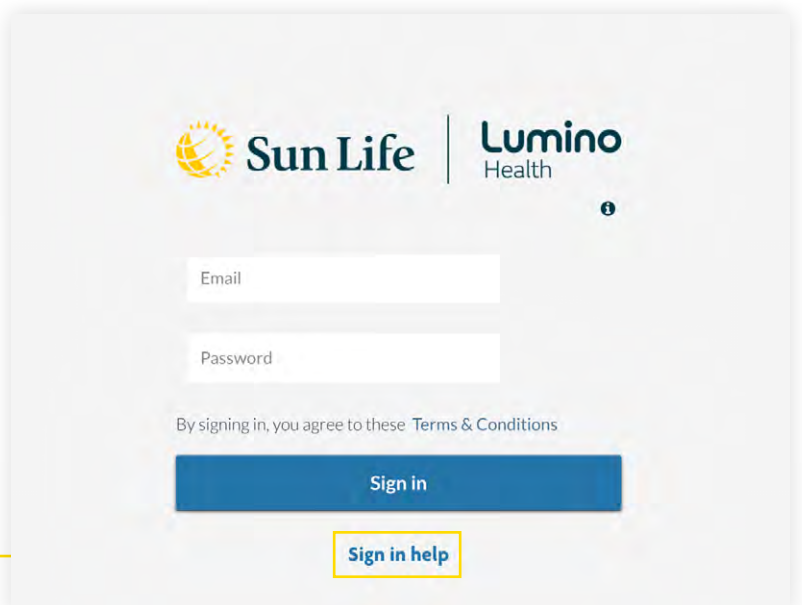 Sun Life
Lumino
Health
Email
Password
By signing in, you agree to these Terms & Conditions
Sign in
Sign in help